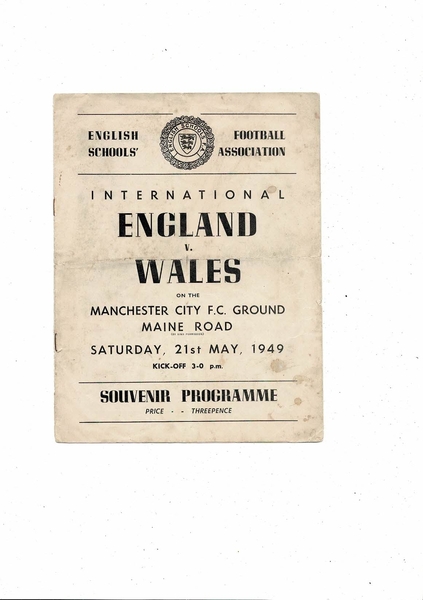 ENGLISH SCHOOLS' FOOTBALL ASSOCIATION
INTERNATIONAL
ENGLAND
v.
WALES
ON THE
MANCHESTER CITY F.C. GROUND
MAINE ROAD
SATURDAY, 21st MAY, 1949
KICK-OFF 3-0 p.m.
SOUVENIR PROGRAMME
PRICE - - THREEPENCE